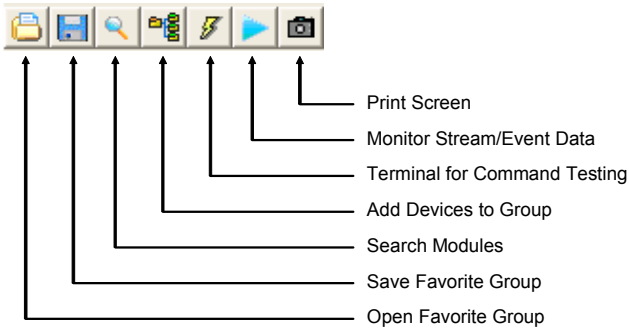 Print Screen
Monitor Stream/Event Data
Terminal for Command Testing
Add Devices to Group
Search Modules
Save Favorite Group
Open Favorite Group